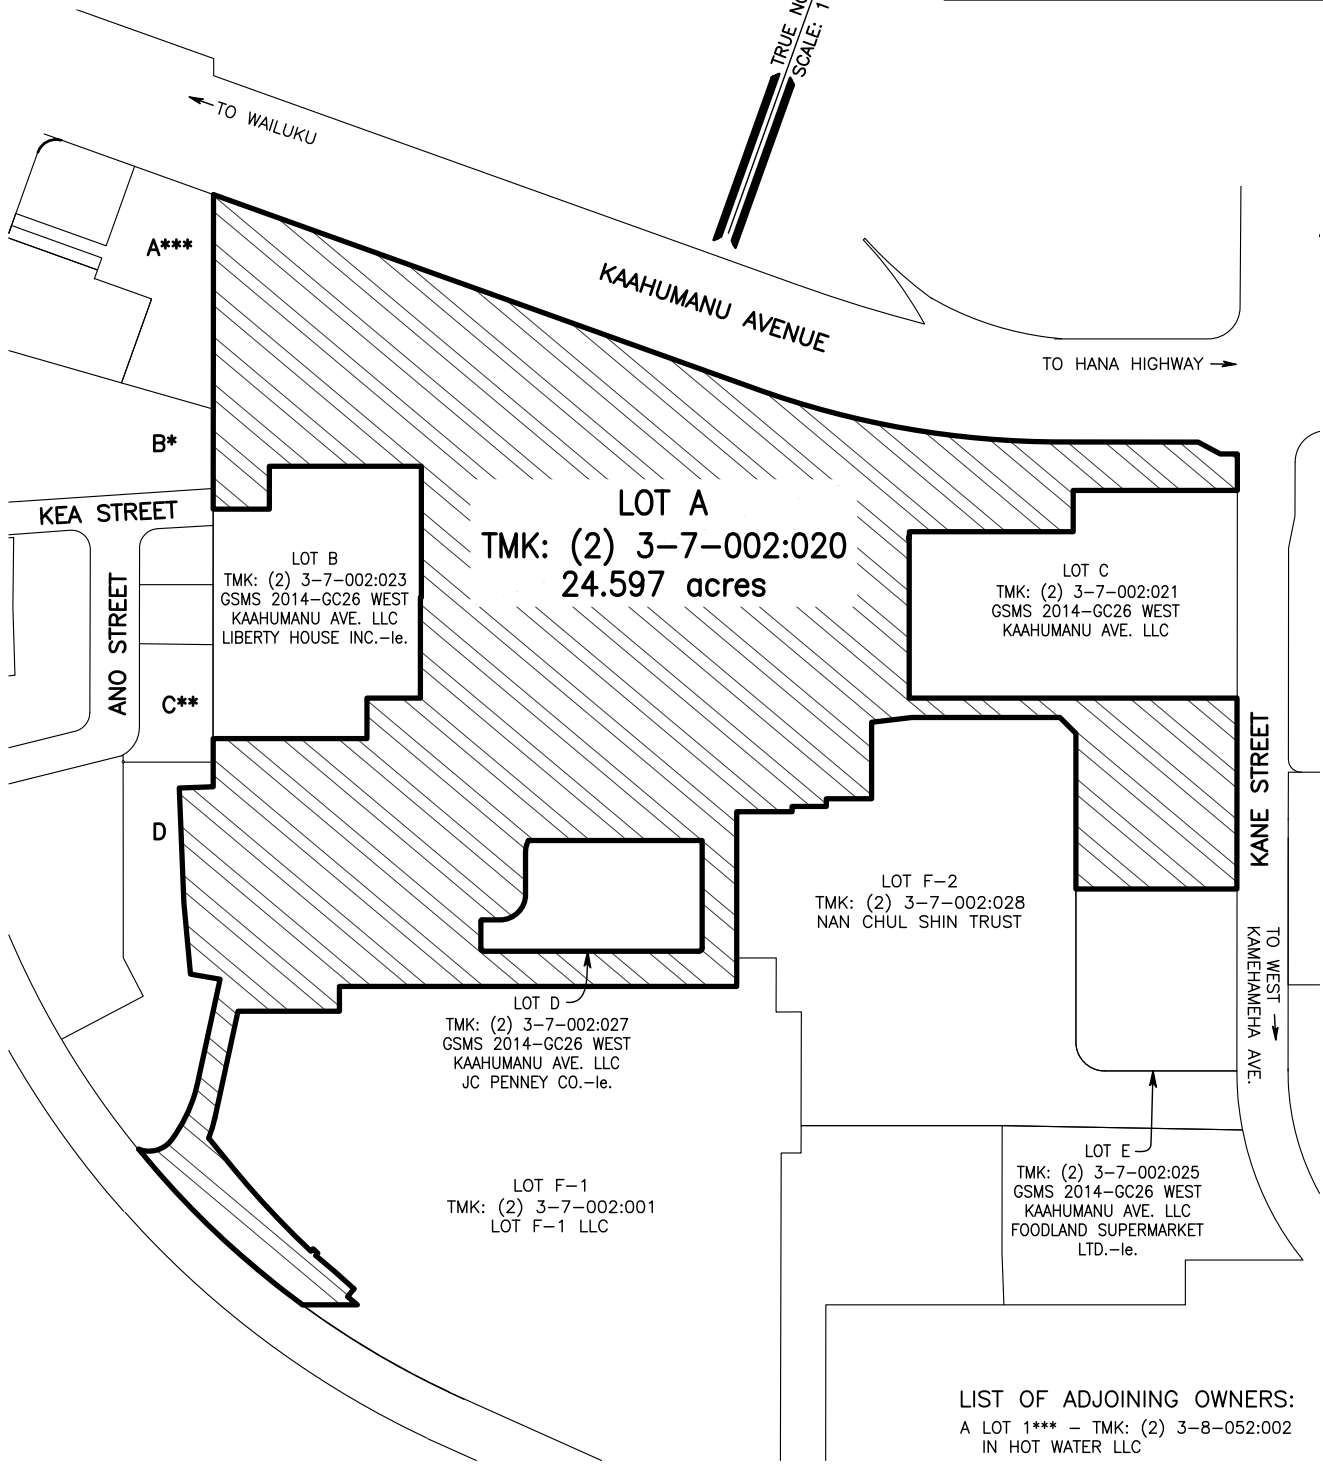 TRUE
SCALE: 1
TO WAILUKU
A***
KAAHUMANU AVENUE
TO HANA HIGHWAY
B*
KEA STREET
LOT A
TMK: (2) 3-7-002:020
24.597 acres
LOT B
TMK: (2) 3-7-002:023
GSMS 2014-GC26 WEST
KAAHUMANU AVE. LLC
LIBERTY HOUSE INC.-le.
LOT C
TMK: (2) 3-7-002:021
GSMS 2014-GC26 WEST
KAAHUMANU AVE. LLC
ANO STREET
C**
KANE STREET
D
LOT F-2
TMK: (2) 3-7-002:028
NAN CHUL SHIN TRUST
TO WEST
KAMEHAMEHA AVE.
LOT D
TMK: (2) 3-7-002:027
GSMS 2014-GC26 WEST
KAAHUMANU AVE. LLC
JC PENNEY CO.-le.
LOT E
TMK: (2) 3-7-002:025
GSMS 2014-GC26 WEST
KAAHUMANU AVE. LLC
FOODLAND SUPERMARKET
LTD.-le.
LOT F-1
TMK: (2) 3-7-002:001
LOT F-1 LLC
LIST OF ADJOINING OWNERS:
A LOT 1*** - TMK: (2) 3-8-052:002
IN HOT WATER LLC